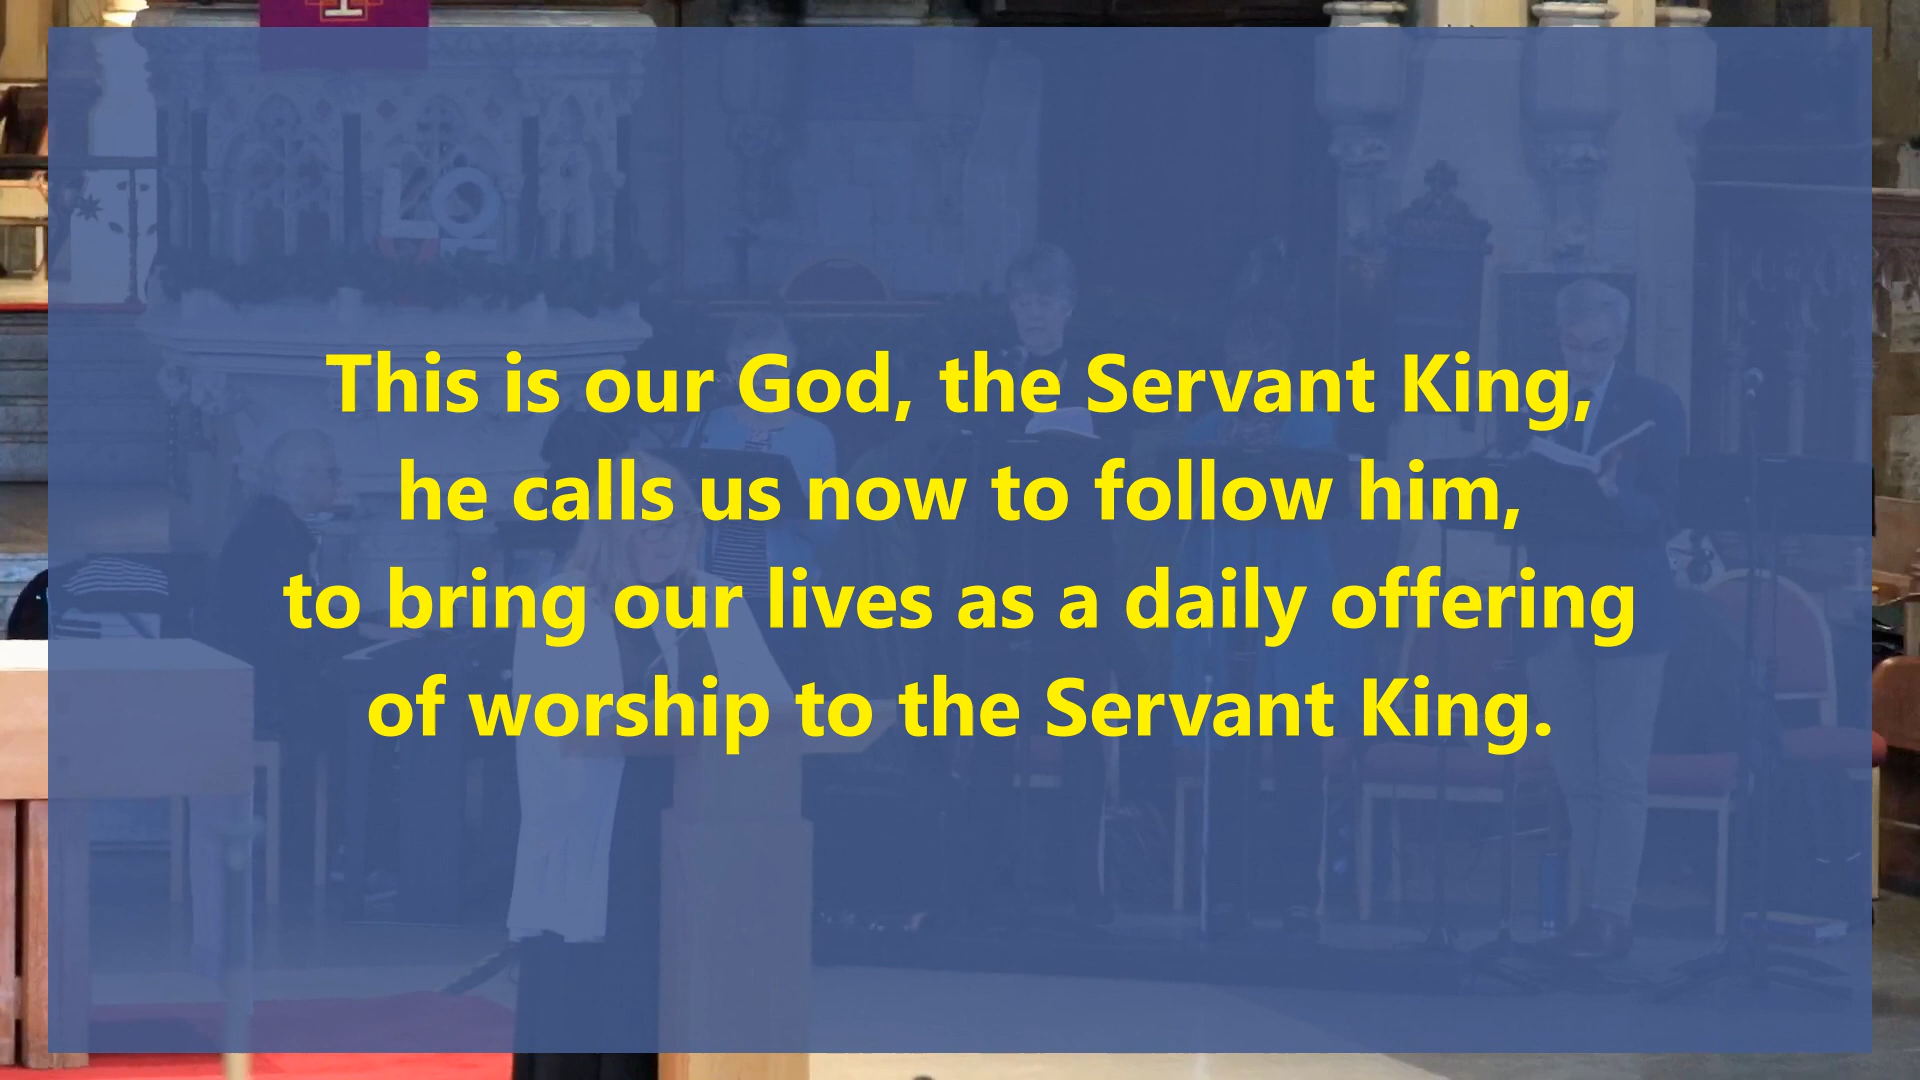 This is our God, the Servant King,
he calls us now to follow him,
to bring our lives as a daily offering
of worship to the Servant King.